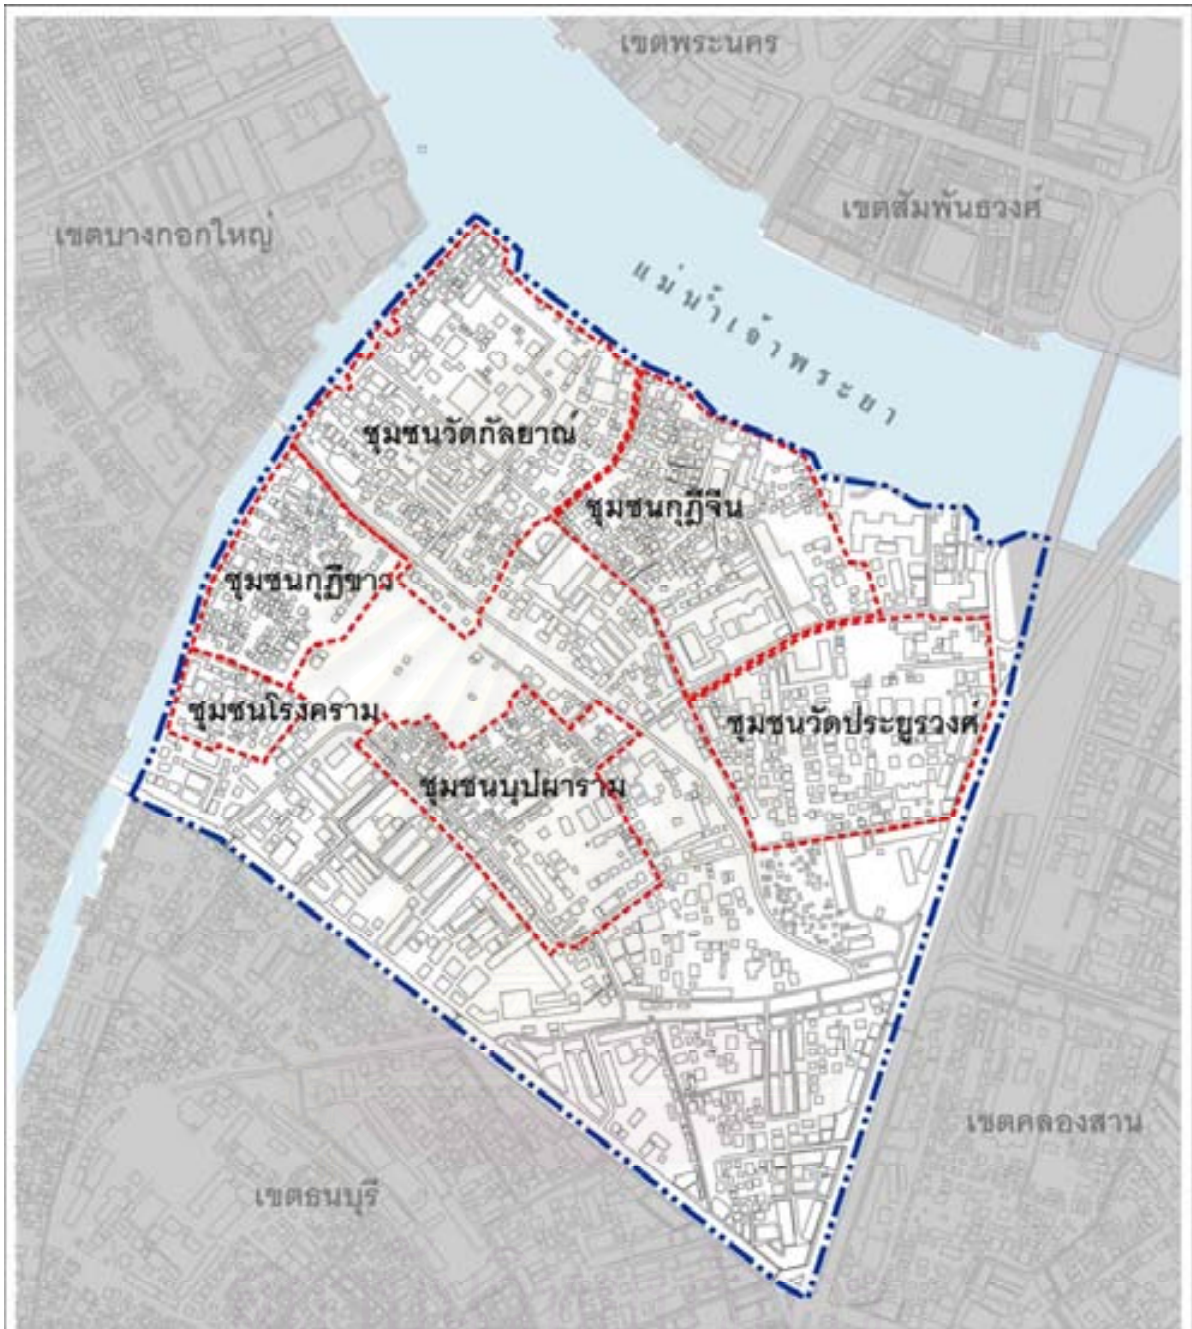 เขตพระนคร
เขตสัมพันธวงศ์
เขตบางกอกใหญ่
แม่น้ำเจ้าพระยา
ชุมชนวัดกัลยาณ์
ชุมชนกุฎีจีน
ชุมชนกุฎีขาว
ชุมชนโรงคราม
ชุมชนวัดประยูรวงศ์
ชุมชนบุปผาราม
เขตคลองสาน
เขตธนบุรี